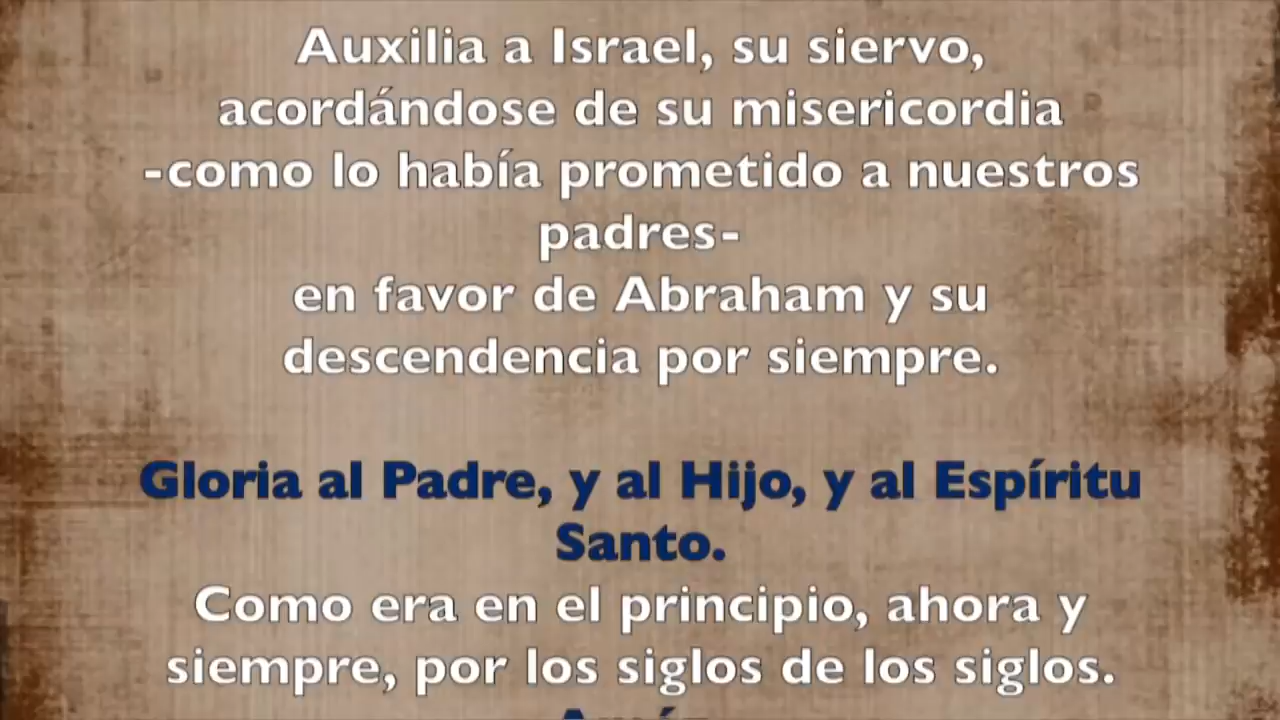 Auxilia a Israel, su siervo,
acordándose de su misericordia
-como lo había prometido a nuestros
padres-
en favor de Abraham y su
descendencia por siempre.
Gloria al Padre, y al Hijo, y al Espíritu
Santo.
Como era en el principio, ahora y
siempre, por los siglos de los siglos.